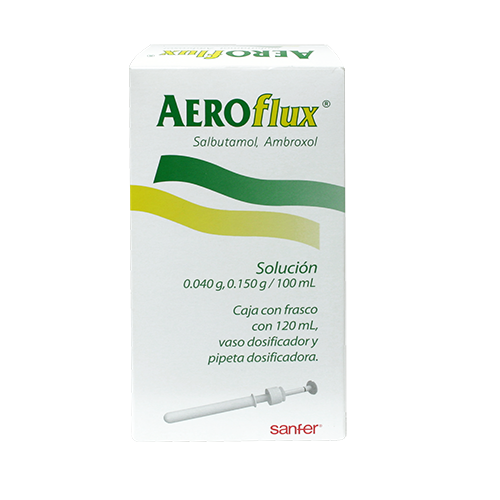 AEROflux
AEROflux®
Salbutamol, Ambroxol
Solución
0.040 g, 0.150 g / 100 mL
Caja con frasco
con 120 mL,
vaso dosificador y
pipeta dosificadora.
sanfer®